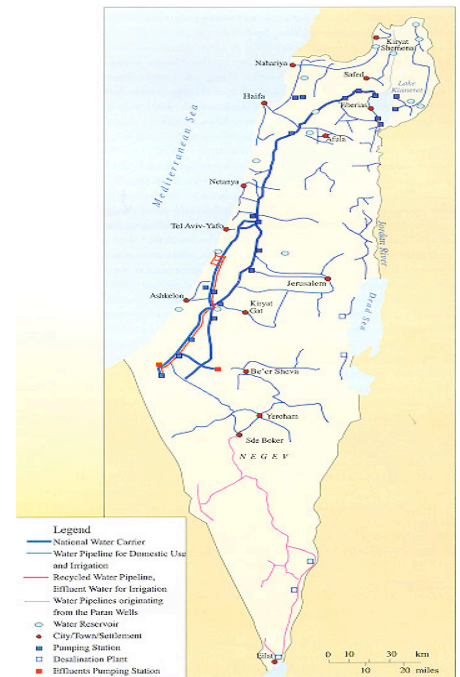 Kiryat
Shemona
Nahariya
Safed
Lake
Kinneret
Haifa
Tiberias
Afula
Mediterranean Sea
Netanya
Jordan River
Tel Aviv-Yafo
Jerusalem
Ashkelon
Kiryat
Gat
Dead Sea
Be'er Sheva
Yeroham
Sde Boker
NEGEV
Legend
National Water Carrier
Water Pipeline for Domestic Use
and Irrigation
Recycled Water Pipeline,
Effluent Water for Irrigation
Water Pipelines originating
from the Paran Wells
Water Reservoir
City/Town/Settlement
Pumping Station
Desalination Plant
Effluents Pumping Station
Eilat
0 10 30 km
10 20 miles